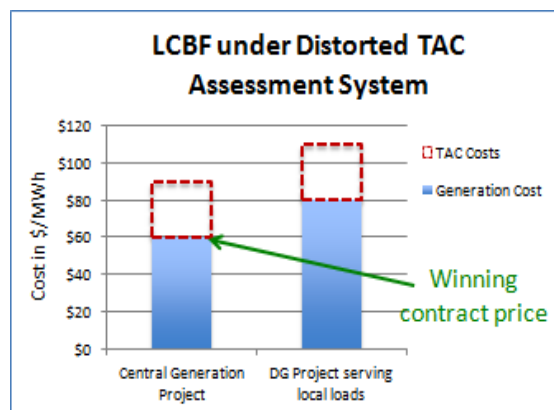 LCBF under Distorted TAC
Assessment System
Cost in $/MWh
$120
$100
$80
$60
$40
$20
$0
TAC Costs
Generation Cost
Winning
contract price
Central Generation
Project
DG Project serving
local loads